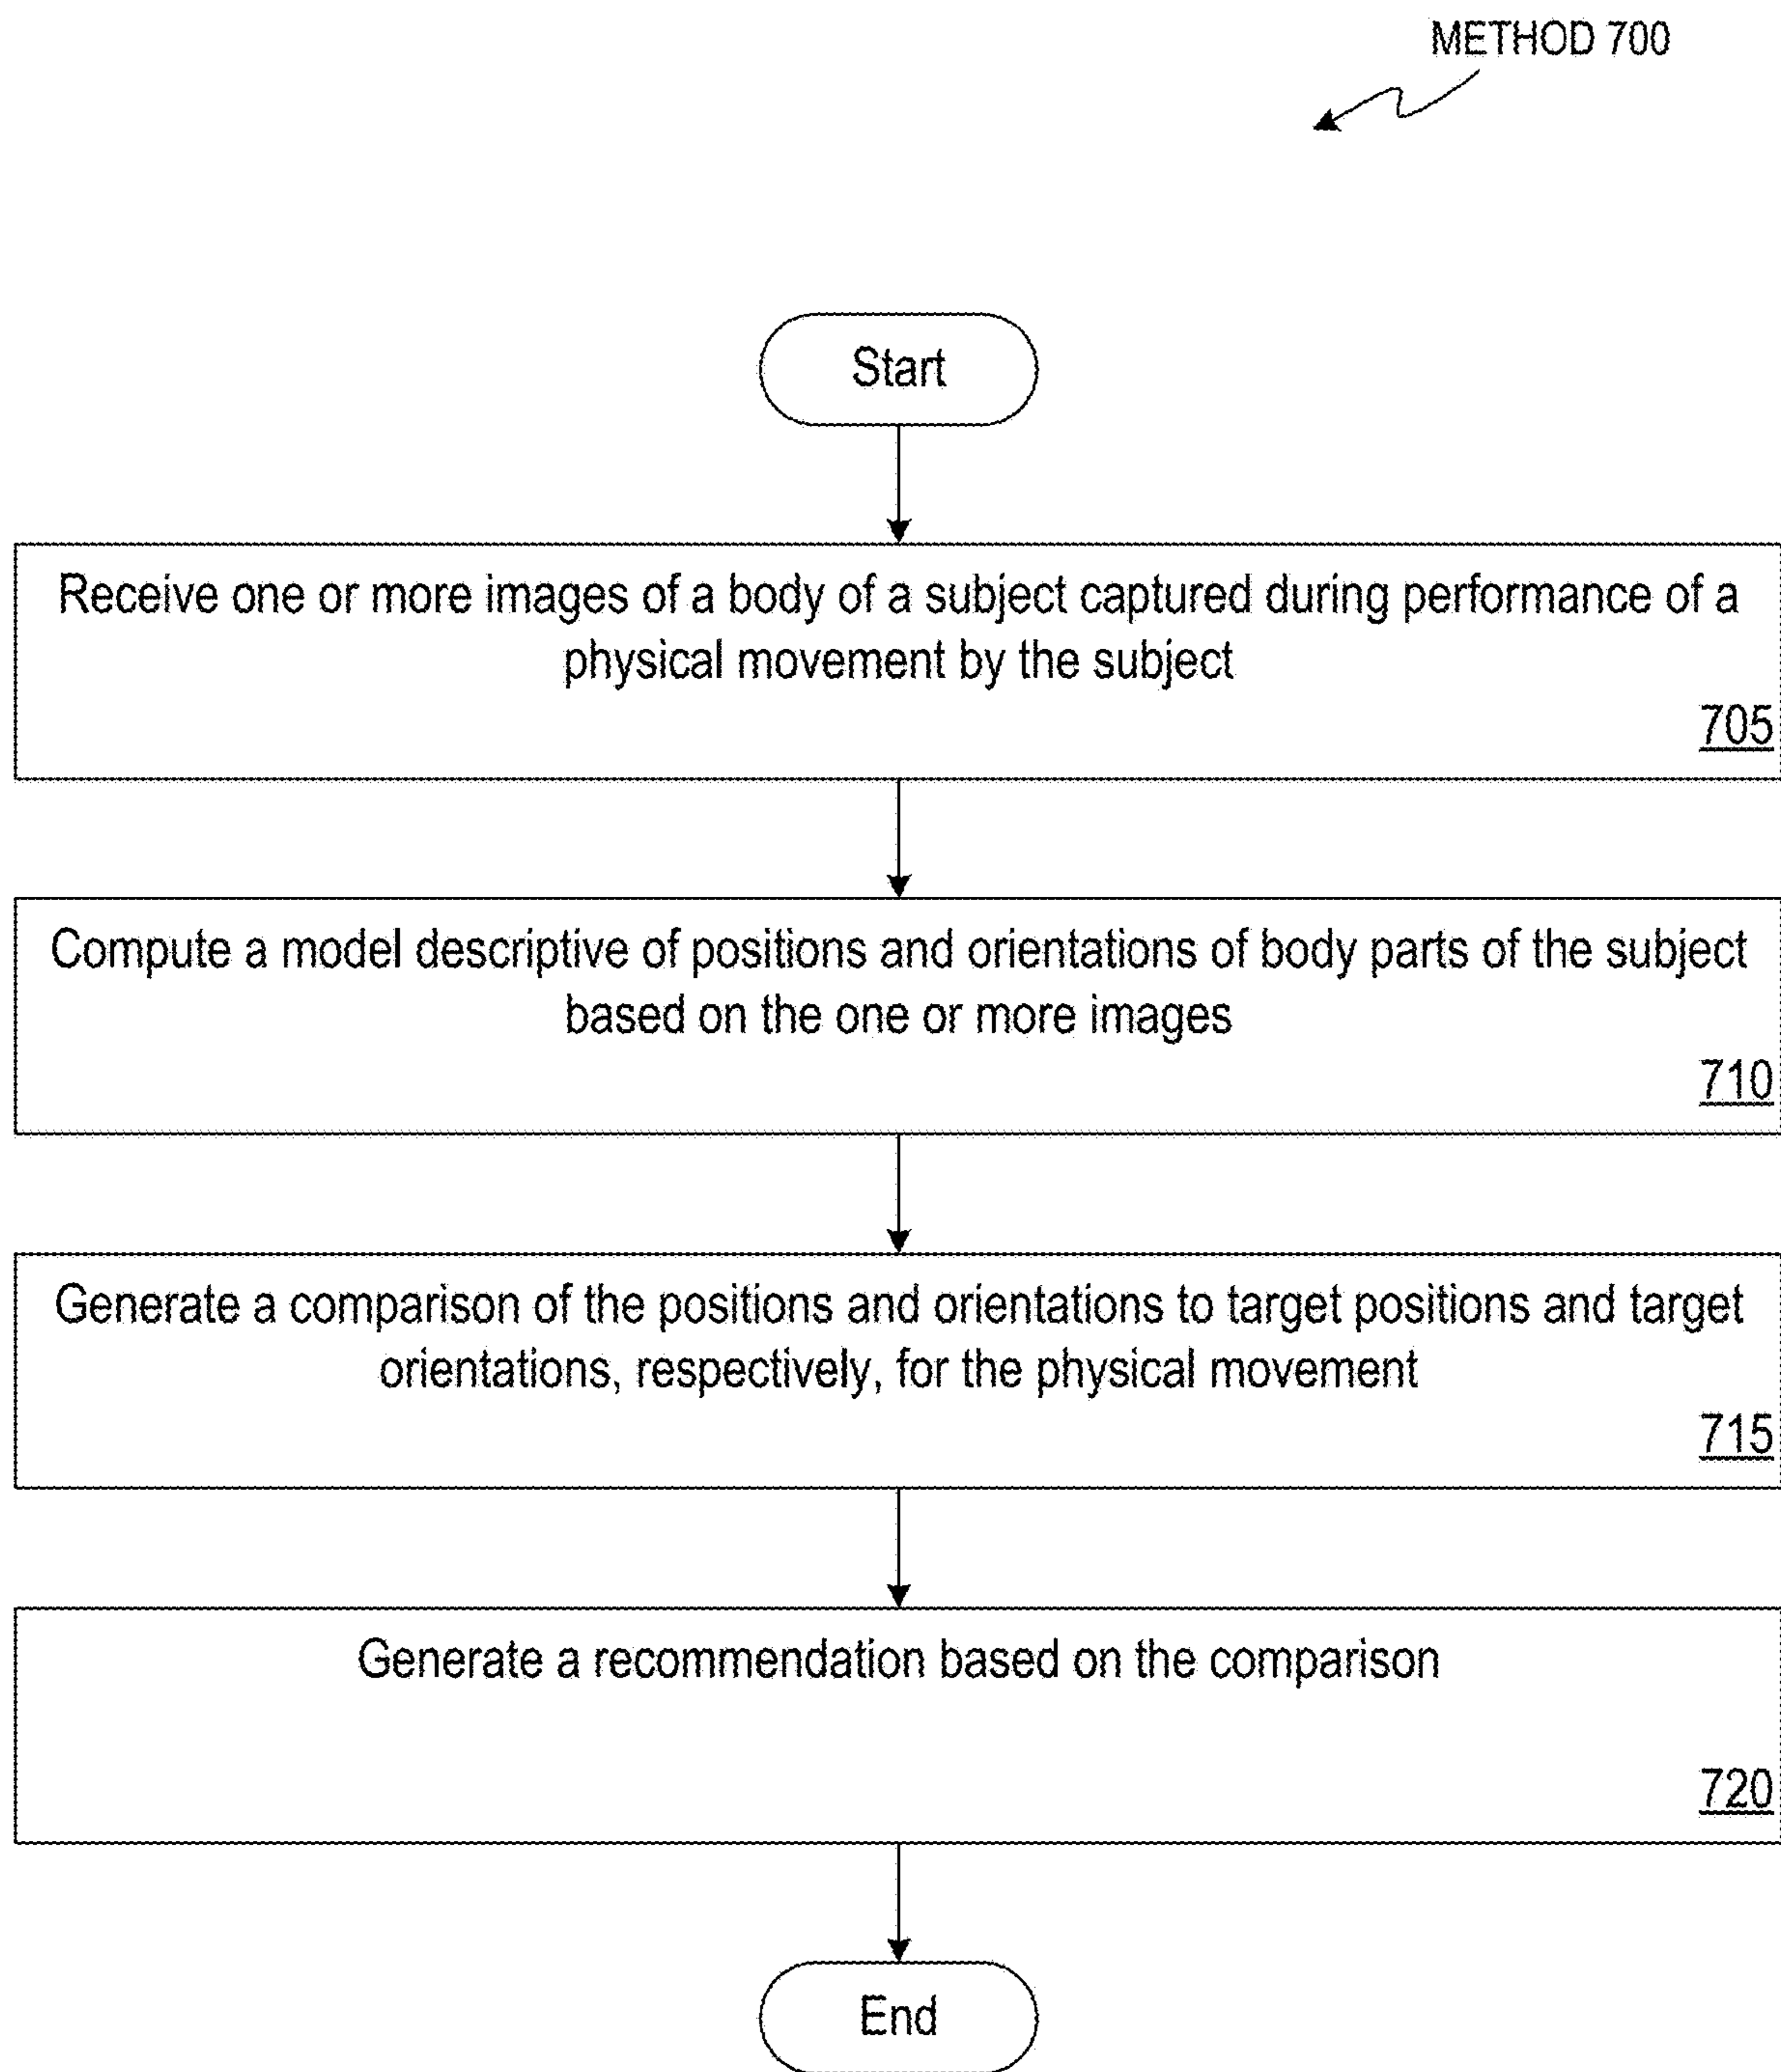 METHOD 700
Start
Receive one or more images of a body of a subject captured during performance of a
physical movement by the subject
705
Compute a model descriptive of positions and orientations of body parts of the subject
based on the one or more images
710
Generate a comparison of the positions and orientations to target positions and target
orientations, respectively, for the physical movement
715
Generate a recommendation based on the comparison
720
End